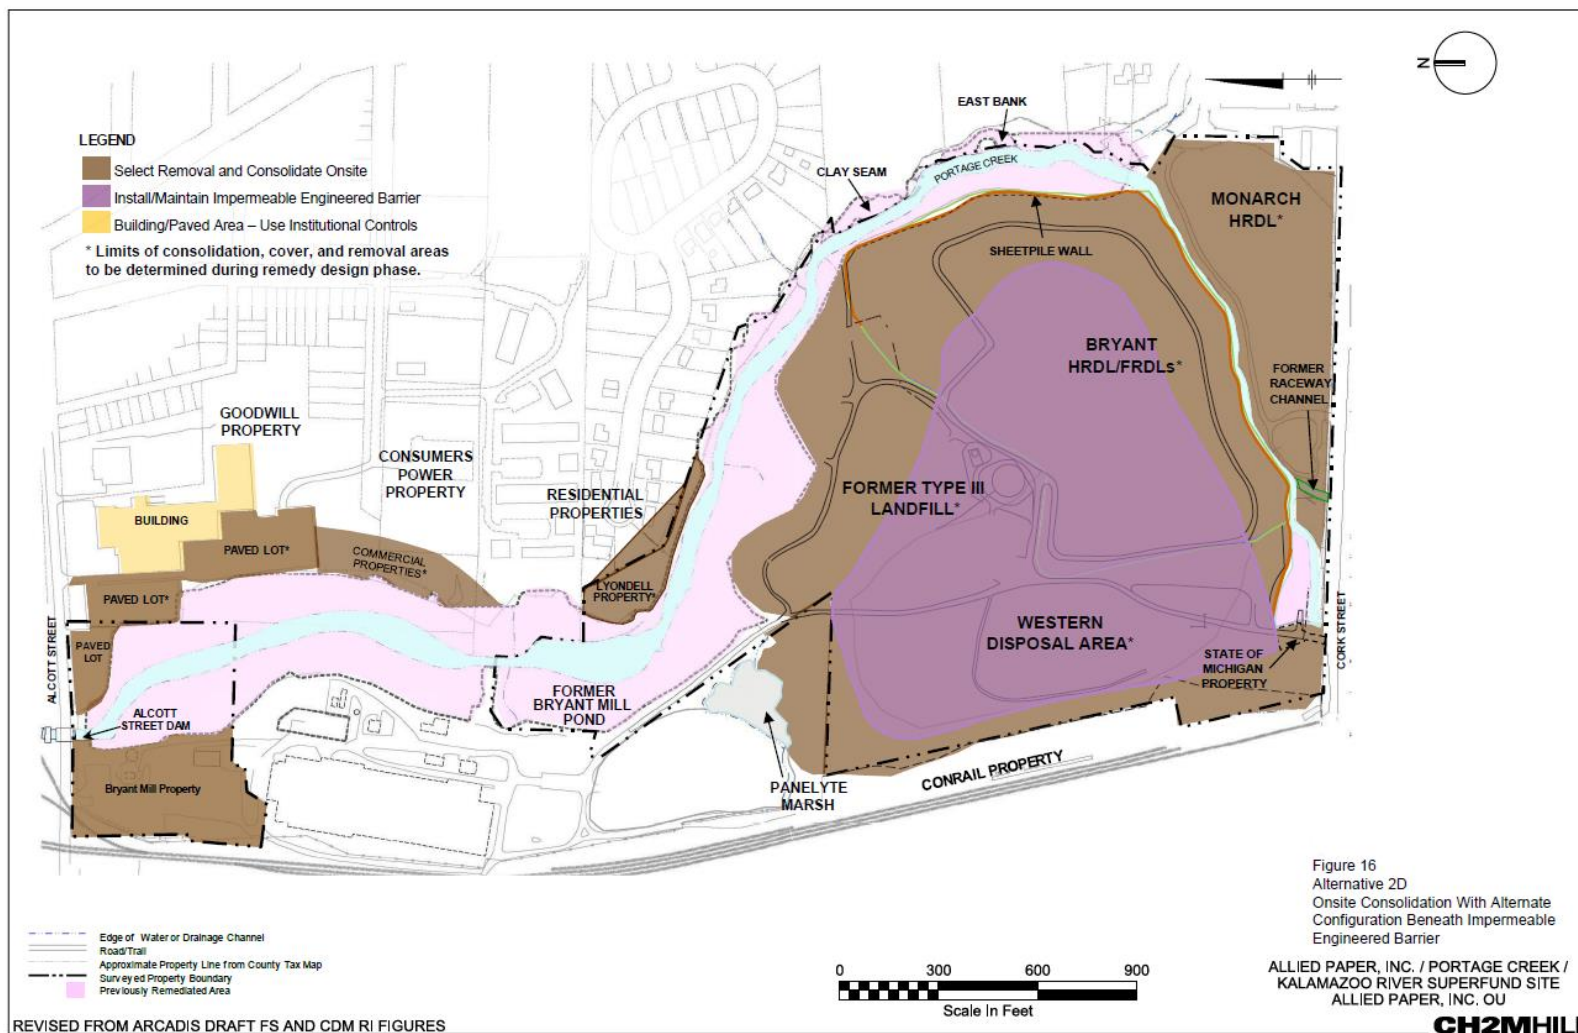 N
LEGEND
Select Removal and Consolidate Onsite
Install/Maintain Impermeable Engineered Barrier
Building/Paved Area – Use Institutional Controls
* Limits of consolidation, cover, and removal areas
to be determined during remedy design phase.
EAST BANK
PORTAGE CREEK
CLAY SEAM
MONARCH
HRDL*
SHEETPILE WALL
BRYANT
HRDL/FRDLs*
FORMER
RACEWAY
CHANNEL
GOODWILL
PROPERTY
CONSUMERS
POWER
PROPERTY
RESIDENTIAL
PROPERTIES
FORMER TYPE III
LANDFILL*
BUILDING
PAVED LOT*
COMMERCIAL
PROPERTIES*
LYONDELL
PROPERTY*
PAVED LOT*
PAVED
LOT
ALCOTT STREET
WESTERN
DISPOSAL AREA*
STATE OF
MICHIGAN
PROPERTY
CORK STREET
FORMER
BRYANT MILL
POND
ALCOTT
STREET DAM
Bryant Mill Property
PANELYTE
MARSH
CONRAIL PROPERTY
Edge of Water or Drainage Channel
Road/Trail
Approximate Property Line from County Tax Map
Surveyed Property Boundary
Previously Remediated Area
0 300 600 900
Scale In Feet
Figure 16
Alternative 2D
Onsite Consolidation With Alternate
Configuration Beneath Impermeable
Engineered Barrier
ALLIED PAPER, INC. / PORTAGE CREEK /
KALAMAZOO RIVER SUPERFUND SITE
ALLIED PAPER, INC. OU
REVISED FROM ARCADIS DRAFT FS AND CDM RI FIGURES
CH2MHILL